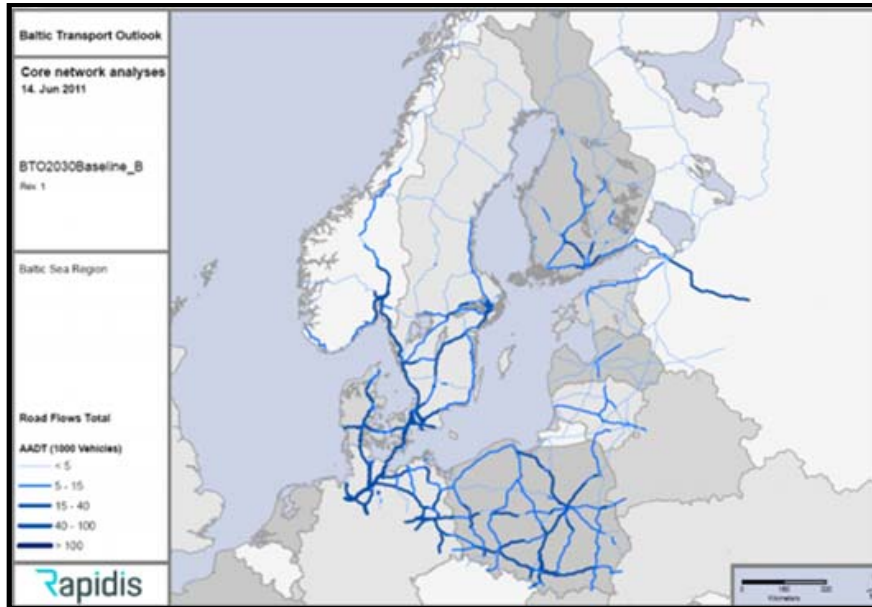 Baltic Transport Outlook
Core network analyses
14. Jun 2011
BTO2030Baseline_B
Rev. 1
Baltic Sea Region
Road Flows Total
AADT (1000 Vehicles)
< 5
5 - 15
15 - 40
40 - 100
> 100
Rapidis
Kilometers